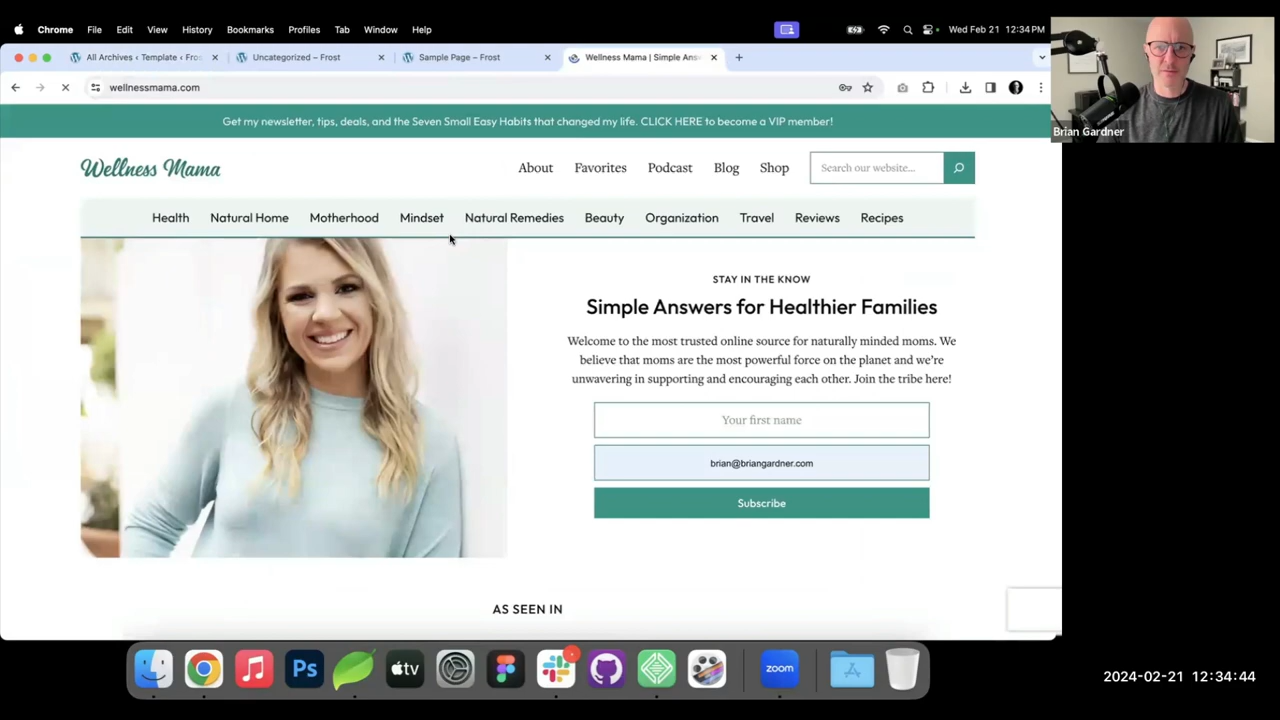 Chrome File Edit View History Bookmarks Profiles Tab Window Help Wed Feb 21 12:34 PM
All Archives ‹ Template ‹ Fro Uncategorized – Frost Sample Page – Frost Wellness Mama | Simple Ans
wellnessmama.com
Get my newsletter, tips, deals, and the Seven Small Easy Habits that changed my life. CLICK HERE to become a VIP member!
Brian Gardner
Wellness Mama About Favorites Podcast Blog Shop Search our website...
Health Natural Home Motherhood Mindset Natural Remedies Beauty Organization Travel Reviews Recipes
STAY IN THE KNOW
Simple Answers for Healthier Families
Welcome to the most trusted online source for naturally minded moms. We
believe that moms are the most powerful force on the planet and we're
unwavering in supporting and encouraging each other. Join the tribe here!
Your first name
brian@briangardner.com
Subscribe
AS SEEN IN
Ps tv zoom
2024-02-21 12:34:44